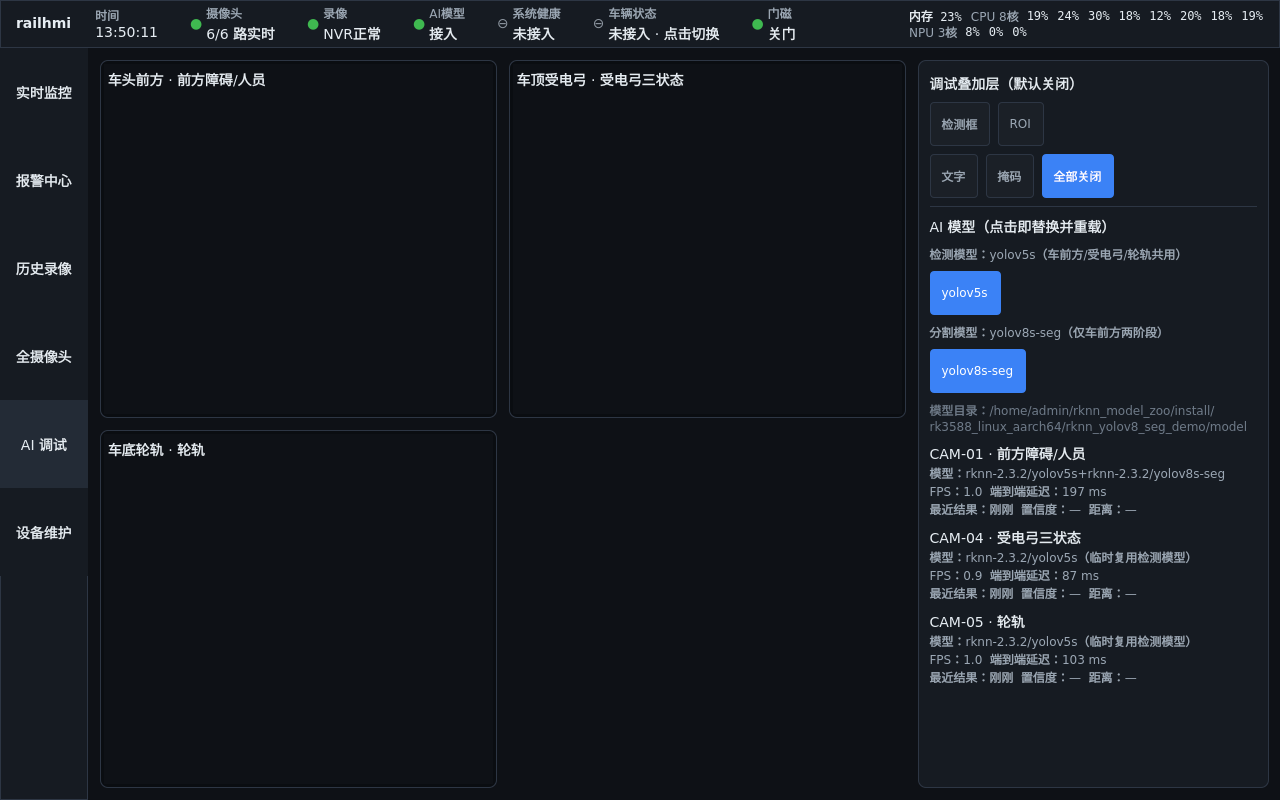 railhmi
时间
13:50:11
摄像头
6/6 路实时
录像
NVR正常
AI模型
接入
系统健康
未接入
车辆状态
未接入 · 点击切换
门磁
关门
内存 23% CPU 8核 19% 24% 30% 18% 12% 20% 18% 19%
NPU 3核 8% 0% 0%
实时监控
报警中心
历史录像
全摄像头
AI 调试
设备维护
车头前方 · 前方障碍/人员
车顶受电弓 · 受电弓三状态
车底轮轨 · 轮轨
调试叠加层（默认关闭）
检测框 ROI
文字 掩码 全部关闭
AI 模型（点击即替换并重载）
检测模型：yolov5s（车前方/受电弓/轮轨共用）
yolov5s
分割模型：yolov8s-seg（仅车前方两阶段）
yolov8s-seg
模型目录：/home/admin/rknn_model_zoo/install/
rk3588_linux_aarch64/rknn_yolov8_seg_demo/model
CAM-01 · 前方障碍/人员
模型：rknn-2.3.2/yolov5s+rknn-2.3.2/yolov8s-seg
FPS：1.0 端到端延迟：197 ms
最近结果：刚刚 置信度：— 距离：—
CAM-04 · 受电弓三状态
模型：rknn-2.3.2/yolov5s（临时复用检测模型）
FPS：0.9 端到端延迟：87 ms
最近结果：刚刚 置信度：— 距离：—
CAM-05 · 轮轨
模型：rknn-2.3.2/yolov5s（临时复用检测模型）
FPS：1.0 端到端延迟：103 ms
最近结果：刚刚 置信度：— 距离：—